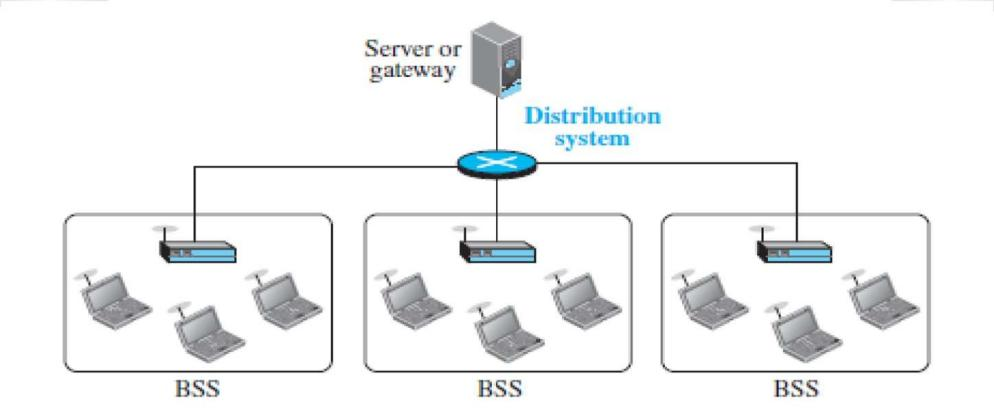 Server or
gateway
Distribution
system
BSS
BSS
BSS